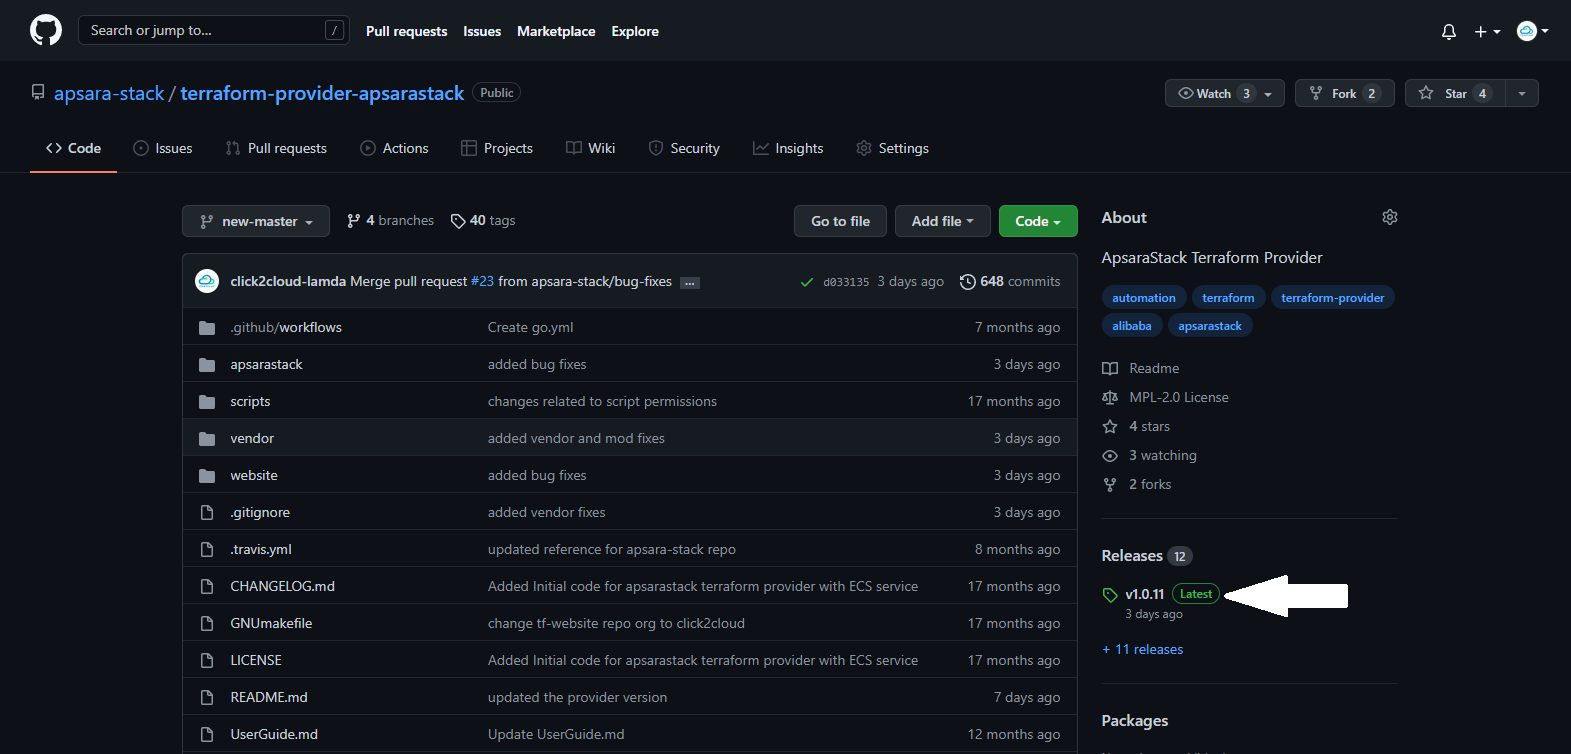 Search or jump to... / Pull requests Issues Marketplace Explore
apsara-stack / terraform-provider-apsarastack Public Watch 3 Fork 2 Star 4
Code Issues Pull requests Actions Projects Wiki Security Insights Settings
new-master 4 branches 40 tags Go to file Add file Code
click2cloud-lamda Merge pull request #23 from apsara-stack/bug-fixes ... d033135 3 days ago 648 commits
.github/workflows Create go.yml 7 months ago
apsarastack added bug fixes 3 days ago
scripts changes related to script permissions 17 months ago
vendor added vendor and mod fixes 3 days ago
website added bug fixes 3 days ago
.gitignore added vendor fixes 3 days ago
.travis.yml updated reference for apsara-stack repo 8 months ago
CHANGELOG.md Added Initial code for apsarastack terraform provider with ECS service 17 months ago
GNUmakefile change tf-website repo org to click2cloud 17 months ago
LICENSE Added Initial code for apsarastack terraform provider with ECS service 17 months ago
README.md updated the provider version 7 days ago
UserGuide.md Update UserGuide.md 12 months ago
About
ApsaraStack Terraform Provider
automation terraform terraform-provider
alibaba apsarastack
Readme
MPL-2.0 License
4 stars
3 watching
2 forks
Releases 12
v1.0.11 Latest
3 days ago
+ 11 releases
Packages